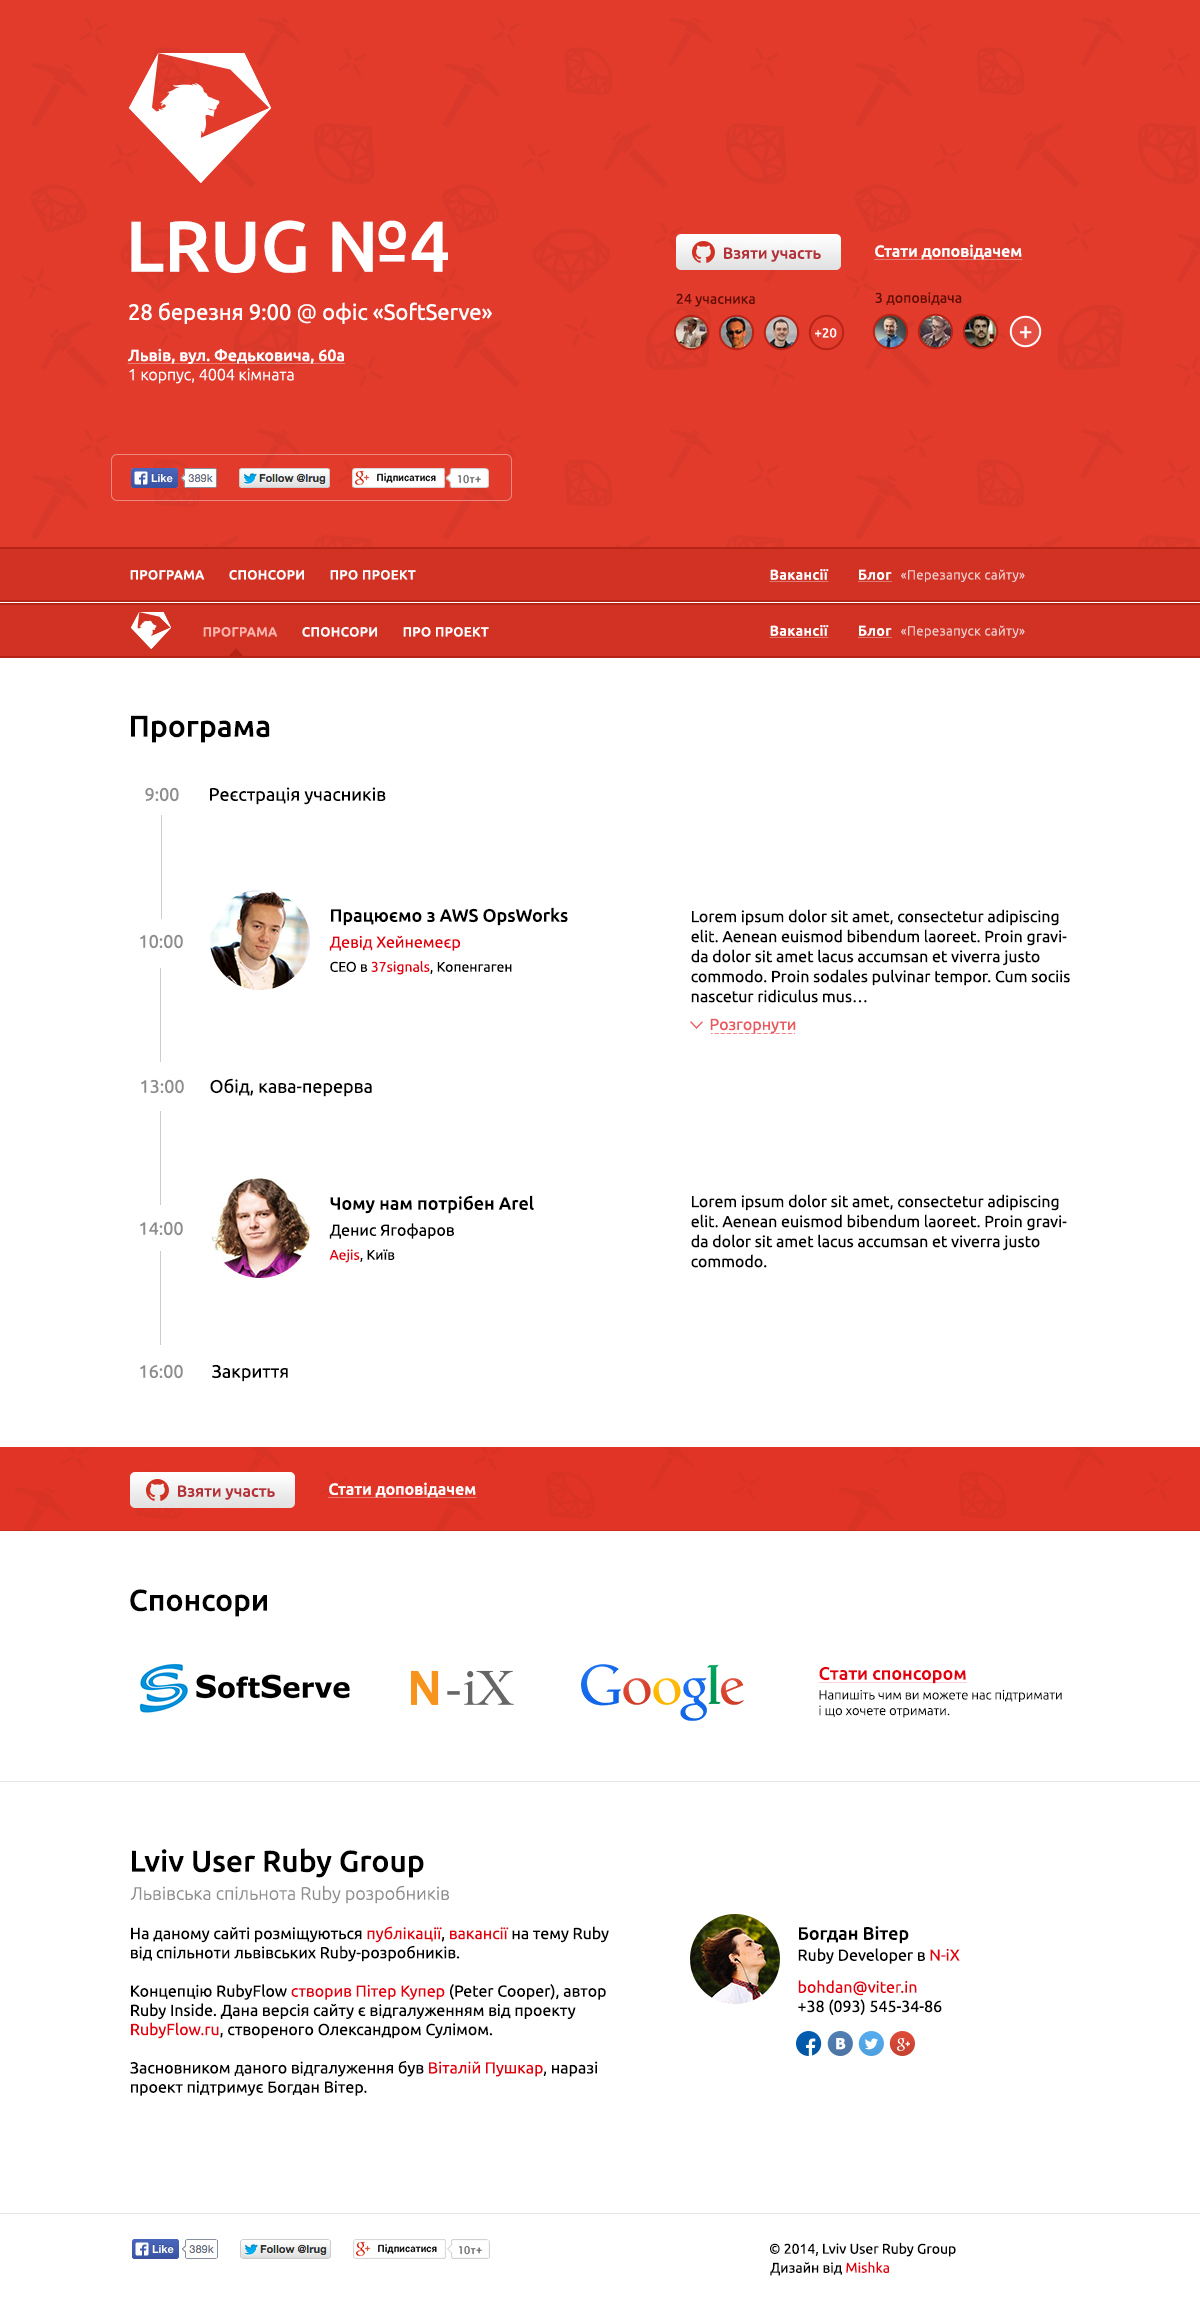 LRUG №4
28 березня 9:00 @ офіс «SoftServe»
Львів, вул. Федьковича, 60а
1 корпус, 4004 кімната
Взяти участь
Стати доповідачем
24 учасника
3 доповідача
+20
+
Like 389k
Follow @lrug
Підписатися 10т+
ПРОГРАМА СПОНСОРИ ПРО ПРОЕКТ Вакансії Блог «Перезапуск сайту»
ПРОГРАМА СПОНСОРИ ПРО ПРОЕКТ Вакансії Блог «Перезапуск сайту»
Програма
9:00 Реєстрація учасників
10:00
Працюємо з AWS OpsWorks
Девід Хейнемеєр
CEO в 37signals, Копенгаген
Lorem ipsum dolor sit amet, consectetur adipiscing
elit. Aenean euismod bibendum laoreet. Proin gravi-
da dolor sit amet lacus accumsan et viverra justo
commodo. Proin sodales pulvinar tempor. Cum sociis
nascetur ridiculus mus…
Розгорнути
13:00 Обід, кава-перерва
14:00
Чому нам потрібен Arel
Денис Ягофаров
Aejis, Київ
Lorem ipsum dolor sit amet, consectetur adipiscing
elit. Aenean euismod bibendum laoreet. Proin gravi-
da dolor sit amet lacus accumsan et viverra justo
commodo.
16:00 Закриття
Взяти участь
Стати доповідачем
Спонсори
SoftServe
N-iX
Google
Стати спонсором
Напишіть чим ви можете нас підтримати
і що хочете отримати.
Lviv User Ruby Group
Львівська спільнота Ruby розробників
На даному сайті розміщуються публікації, вакансії на тему Ruby
від спільноти львівських Ruby-розробників.
Концепцію RubyFlow створив Пітер Купер (Peter Cooper), автор
Ruby Inside. Дана версія сайту є відгалуженням від проекту
RubyFlow.ru, створеного Олександром Сулімом.
Засновником даного відгалуження був Віталій Пушкар, наразі
проект підтримує Богдан Вітер.
Богдан Вітер
Ruby Developer в N-iX
bohdan@viter.in
+38 (093) 545-34-86
Like 389k
Follow @lrug
Підписатися 10т+
© 2014, Lviv User Ruby Group
Дизайн від Mishka